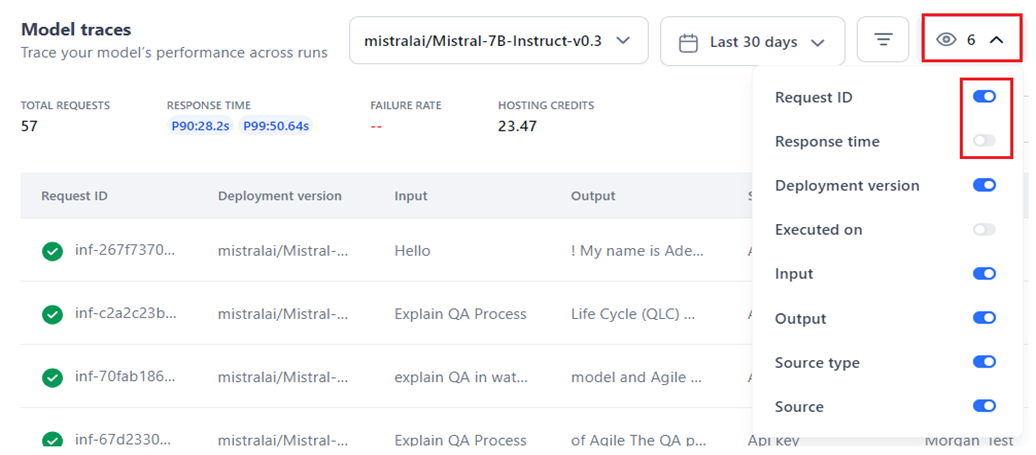 Model traces
Trace your model's performance across runs
mistralai/Mistral-7B-Instruct-v0.3
Last 30 days
6
TOTAL REQUESTS
57
RESPONSE TIME
P90:28.2s P99:50.64s
FAILURE RATE
--
HOSTING CREDITS
23.47
Request ID
Response time
Deployment version
Executed on
Input
Output
Source type
Source
Request ID Deployment version Input Output
inf-267f7370... mistralai/Mistral-... Hello ! My name is Ade...
inf-c2a2c23b... mistralai/Mistral-... Explain QA Process Life Cycle (QLC) ...
inf-70fab186... mistralai/Mistral-... explain QA in wat... model and Agile ...
inf-67d2330... mistralai/Mistral-... Explain QA Process of Agile The QA p... Api key Morgan Test